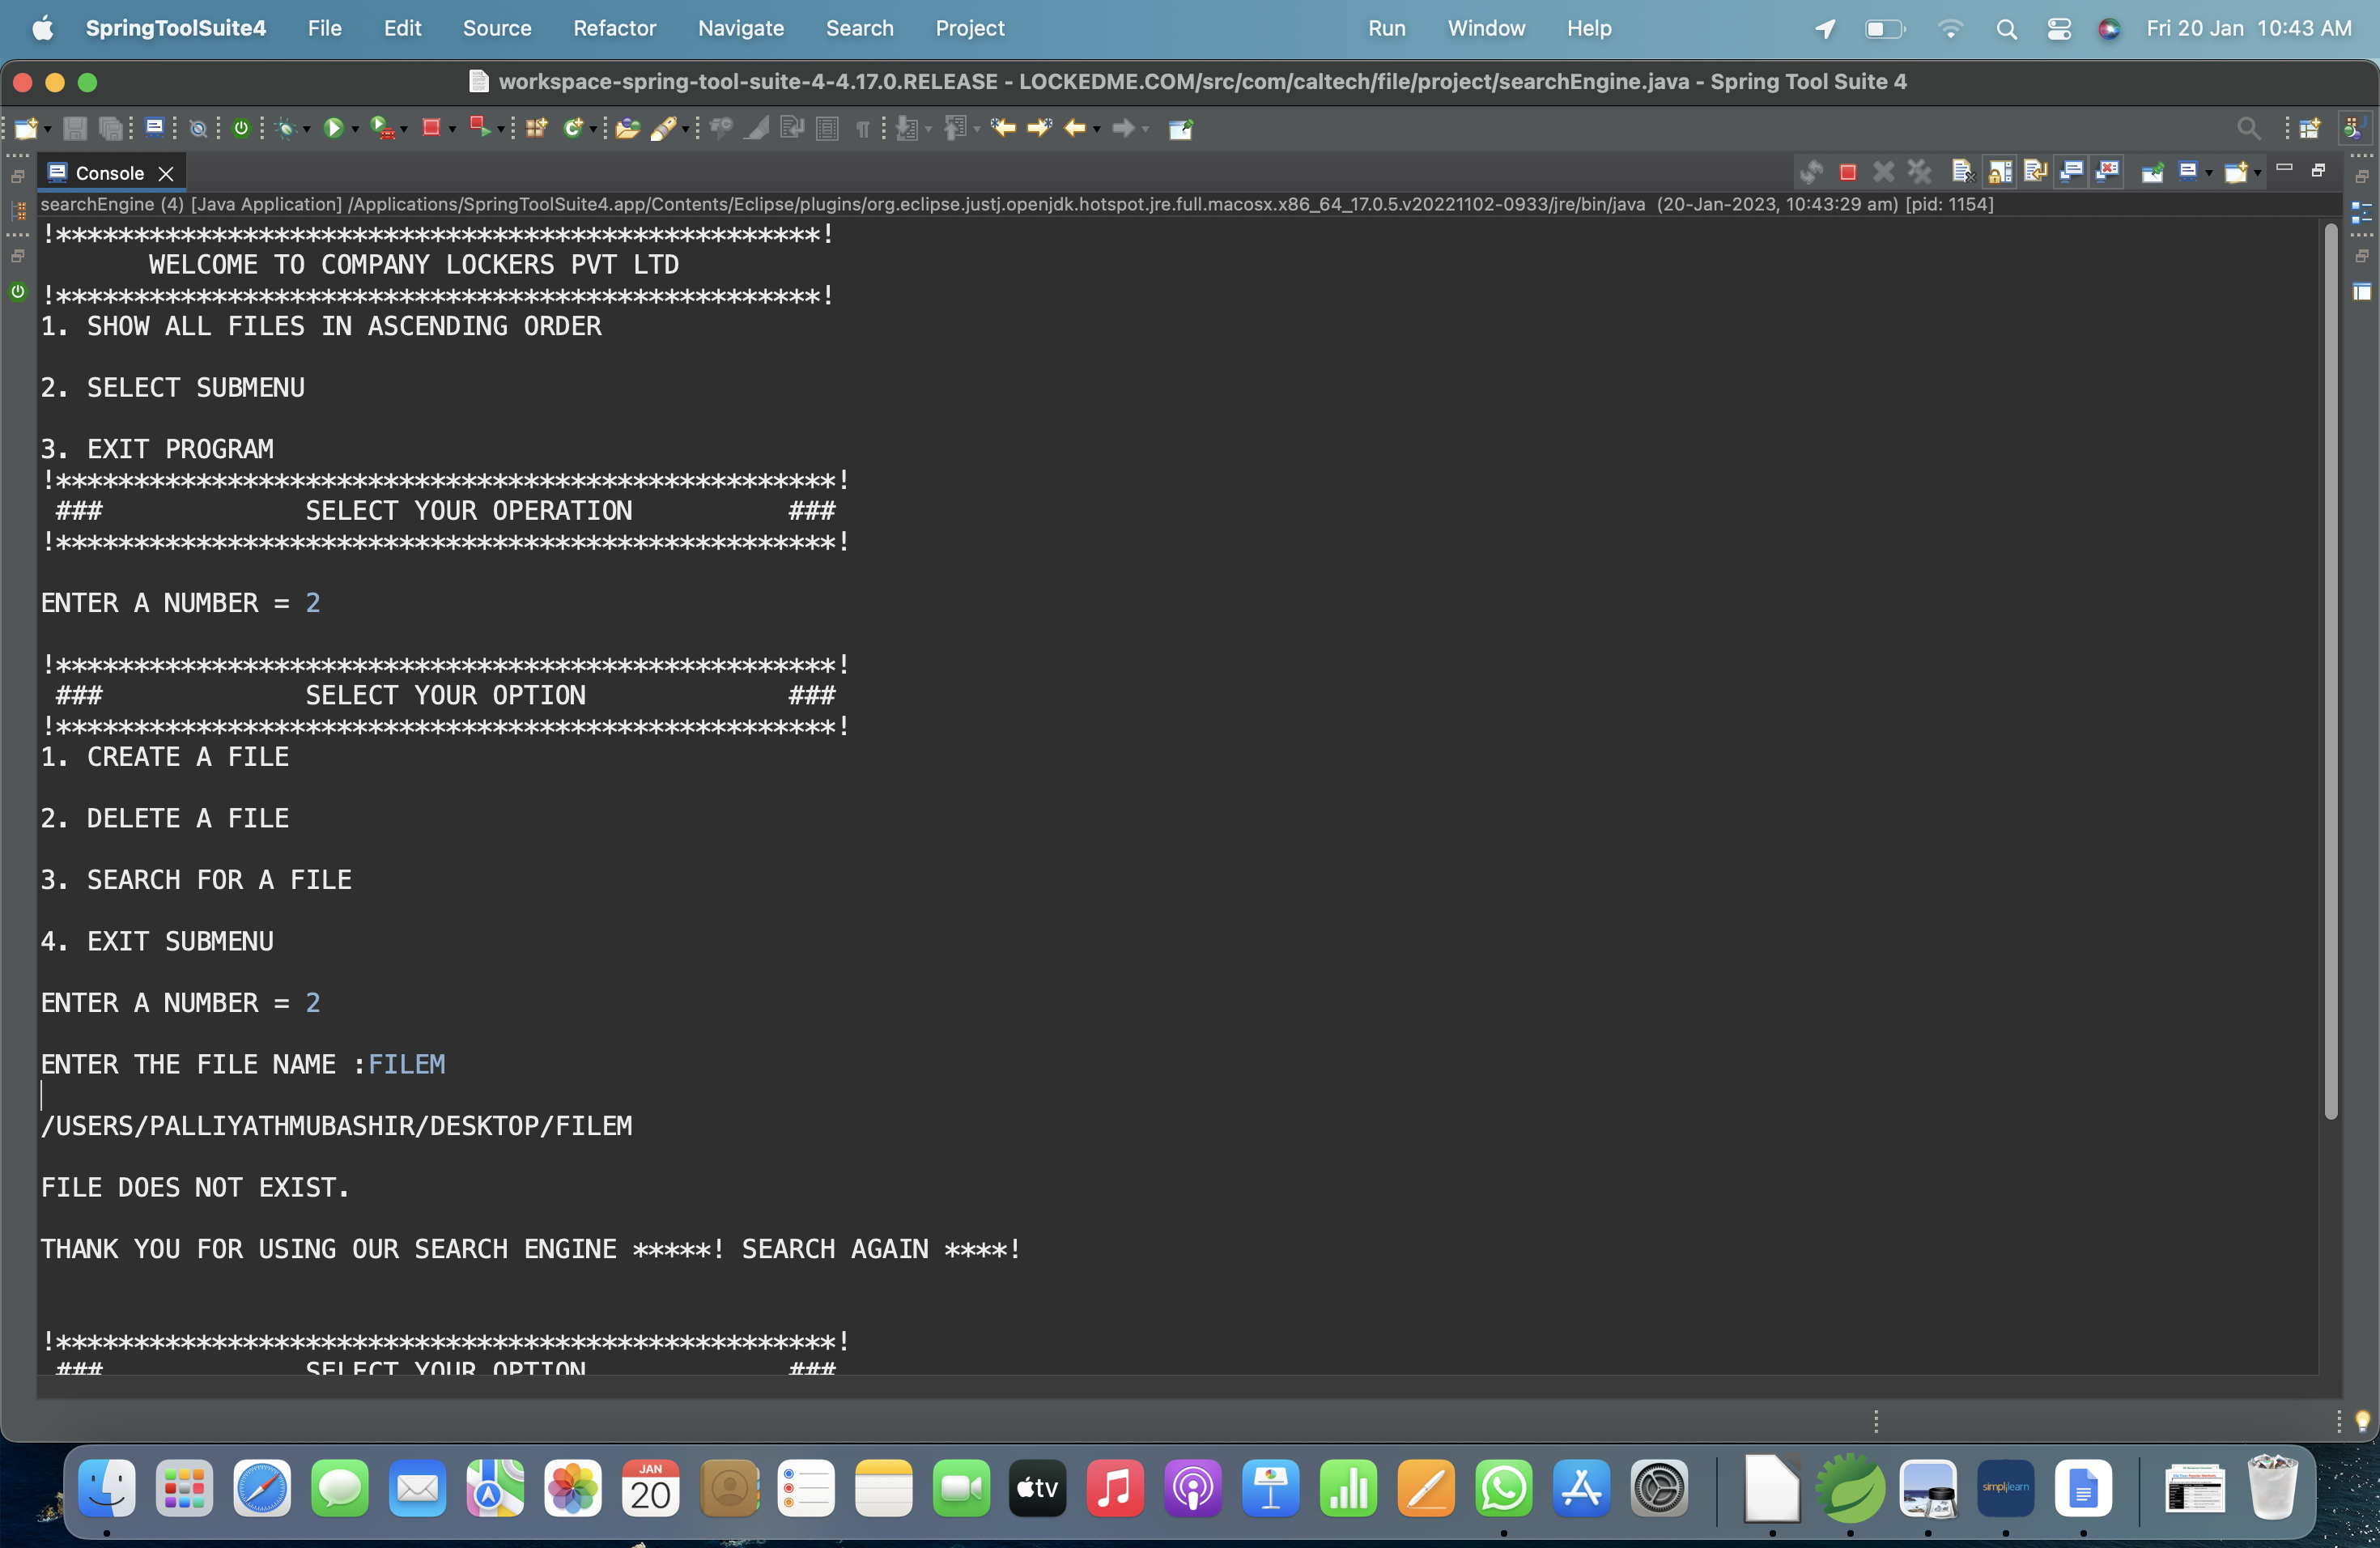 SpringToolSuite4 File Edit Source Refactor Navigate Search Project Run Window Help Fri 20 Jan 10:43 AM
workspace-spring-tool-suite-4-4.17.0.RELEASE - LOCKEDME.COM/src/com/caltech/file/project/searchEngine.java - Spring Tool Suite 4
Console
searchEngine (4) [Java Application] /Applications/SpringToolSuite4.app/Contents/Eclipse/plugins/org.eclipse.justj.openjdk.hotspot.jre.full.macosx.x86_64_17.0.5.v20221102-0933/jre/bin/java (20-Jan-2023, 10:43:29 am) [pid: 1154]
!*************************************************!
WELCOME TO COMPANY LOCKERS PVT LTD
!*************************************************!
1. SHOW ALL FILES IN ASCENDING ORDER
2. SELECT SUBMENU
3. EXIT PROGRAM
!**************************************************!
### SELECT YOUR OPERATION ###
!**************************************************!
ENTER A NUMBER = 2
!**************************************************!
### SELECT YOUR OPTION ###
!**************************************************!
1. CREATE A FILE
2. DELETE A FILE
3. SEARCH FOR A FILE
4. EXIT SUBMENU
ENTER A NUMBER = 2
ENTER THE FILE NAME :FILEM
/USERS/PALLIYATHMUBASHIR/DESKTOP/FILEM
FILE DOES NOT EXIST.
THANK YOU FOR USING OUR SEARCH ENGINE *****! SEARCH AGAIN ****!
!**************************************************!
### SELECT YOUR OPTION ###
JAN
20
tv
simplilearn